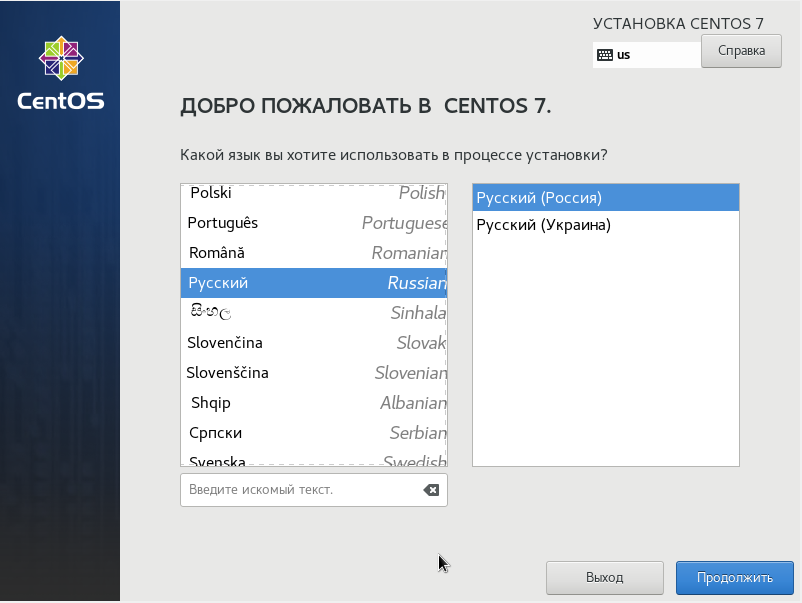 УСТАНОВКА CENTOS 7
us
Справка
CentOS
ДОБРО ПОЖАЛОВАТЬ В CENTOS 7.
Какой язык вы хотите использовать в процессе установки?
Polski Polish
Português Portuguese
Română Romanian
Русский Russian
සිංහල Sinhala
Slovenčina Slovak
Slovenščina Slovenian
Shqip Albanian
Српски Serbian
Svenska Swedish
Русский (Россия)
Русский (Украина)
Введите искомый текст.
Выход
Продолжить